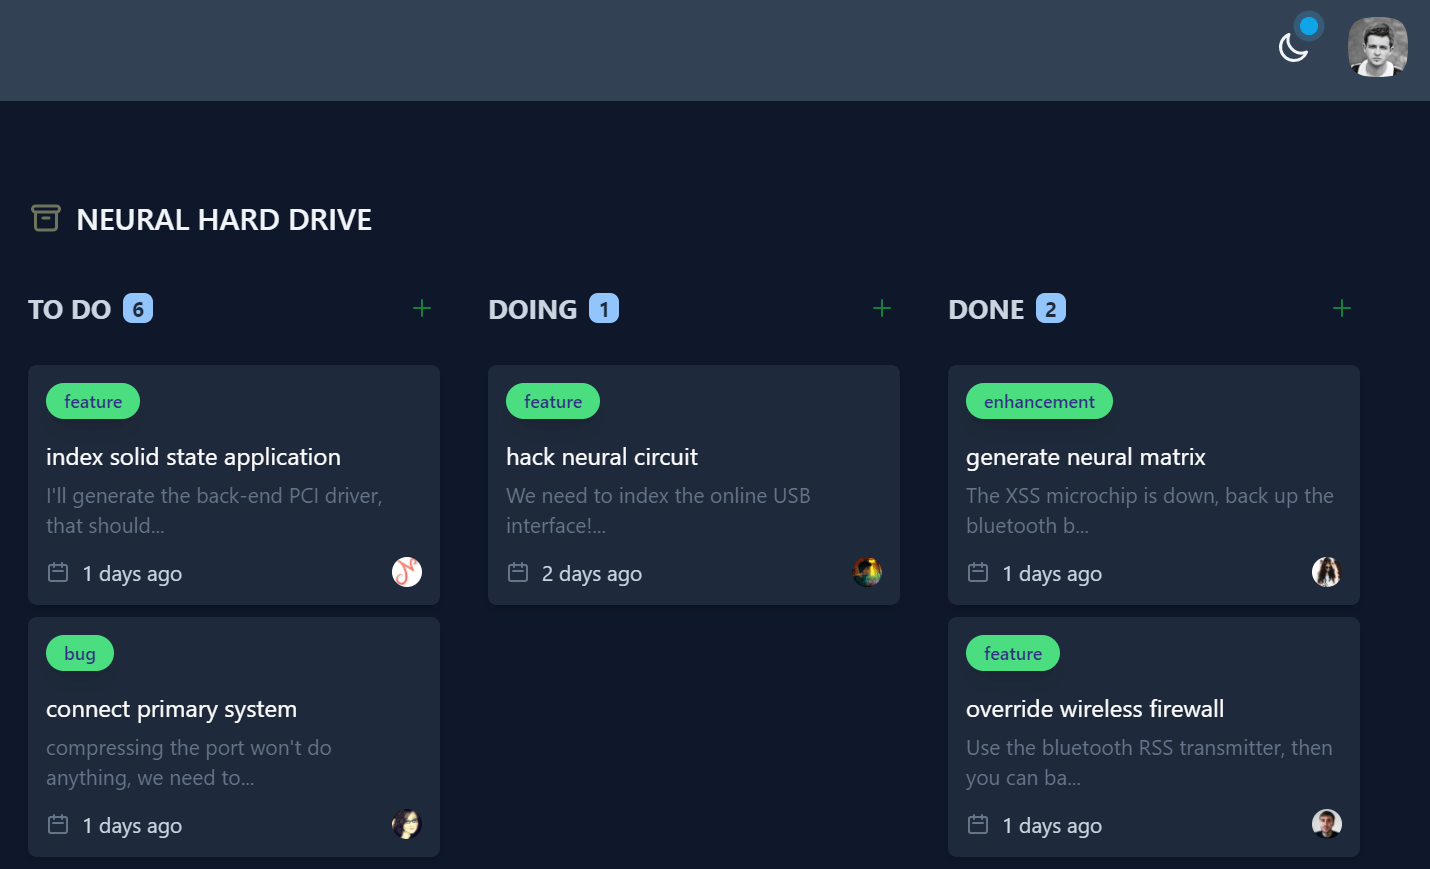 NEURAL HARD DRIVE
TO DO 6
feature
index solid state application
I'll generate the back-end PCI driver,
that should...
1 days ago
bug
connect primary system
compressing the port won't do
anything, we need to...
1 days ago
DOING 1
feature
hack neural circuit
We need to index the online USB
interface!...
2 days ago
DONE 2
enhancement
generate neural matrix
The XSS microchip is down, back up the
bluetooth b...
1 days ago
feature
override wireless firewall
Use the bluetooth RSS transmitter, then
you can ba...
1 days ago